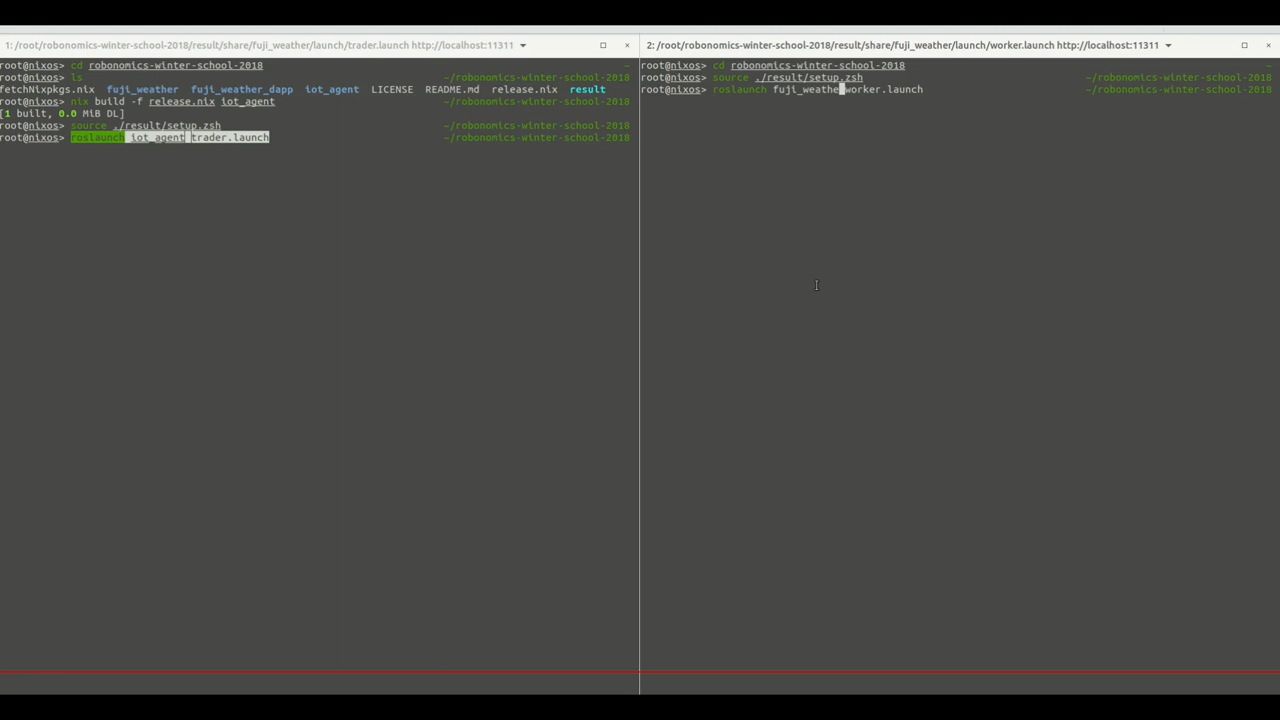 1: /root/robonomics-winter-school-2018/result/share/fuji_weather/launch/trader.launch http://localhost:11311
root@nixos> cd robonomics-winter-school-2018 ~
root@nixos> ls ~/robonomics-winter-school-2018
fetchNixpkgs.nix fuji_weather fuji_weather_dapp iot_agent LICENSE README.md release.nix result
root@nixos> nix build -f release.nix iot_agent ~/robonomics-winter-school-2018
[1 built, 0.0 MiB DL]
root@nixos> source ./result/setup.zsh ~/robonomics-winter-school-2018
root@nixos> roslaunch iot_agent trader.launch ~/robonomics-winter-school-2018
2: /root/robonomics-winter-school-2018/result/share/fuji_weather/launch/worker.launch http://localhost:11311
root@nixos> cd robonomics-winter-school-2018 ~
root@nixos> source ./result/setup.zsh ~/robonomics-winter-school-2018
root@nixos> roslaunch fuji_weathe worker.launch ~/robonomics-winter-school-2018